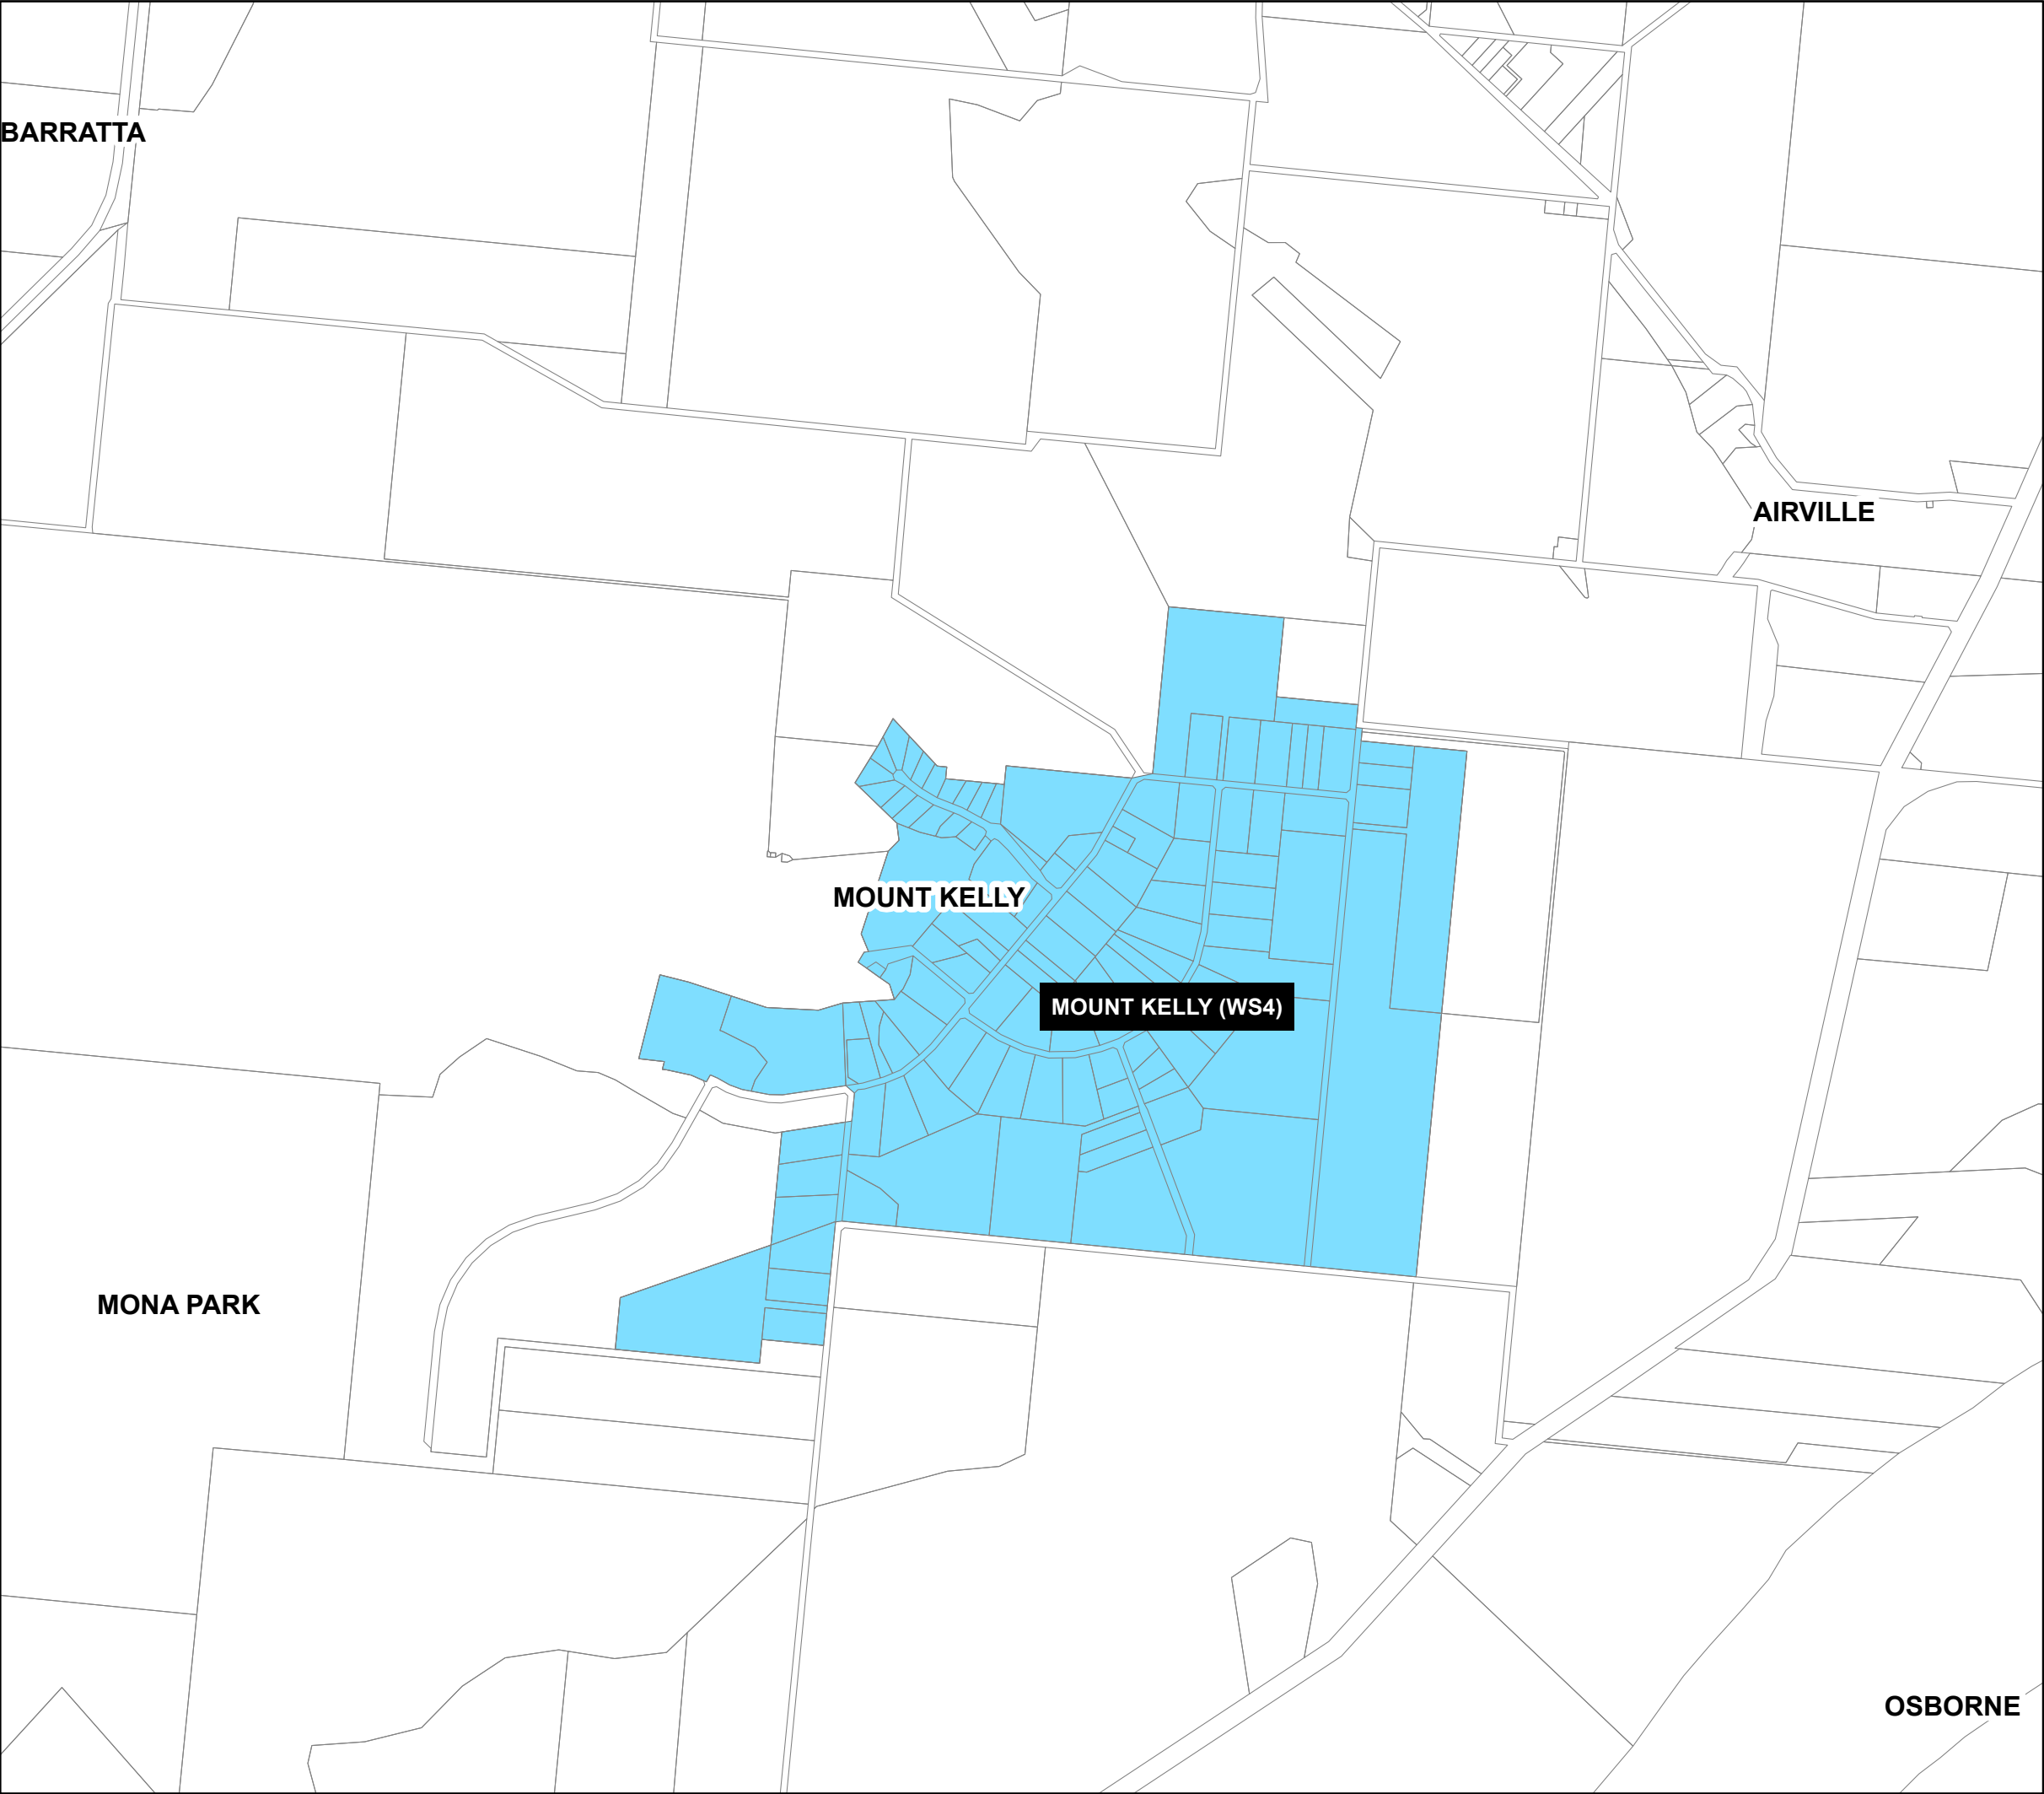 BARRATTA
AIRVILLE
MOUNT KELLY
MOUNT KELLY (WS4)
MONA PARK
OSBORNE